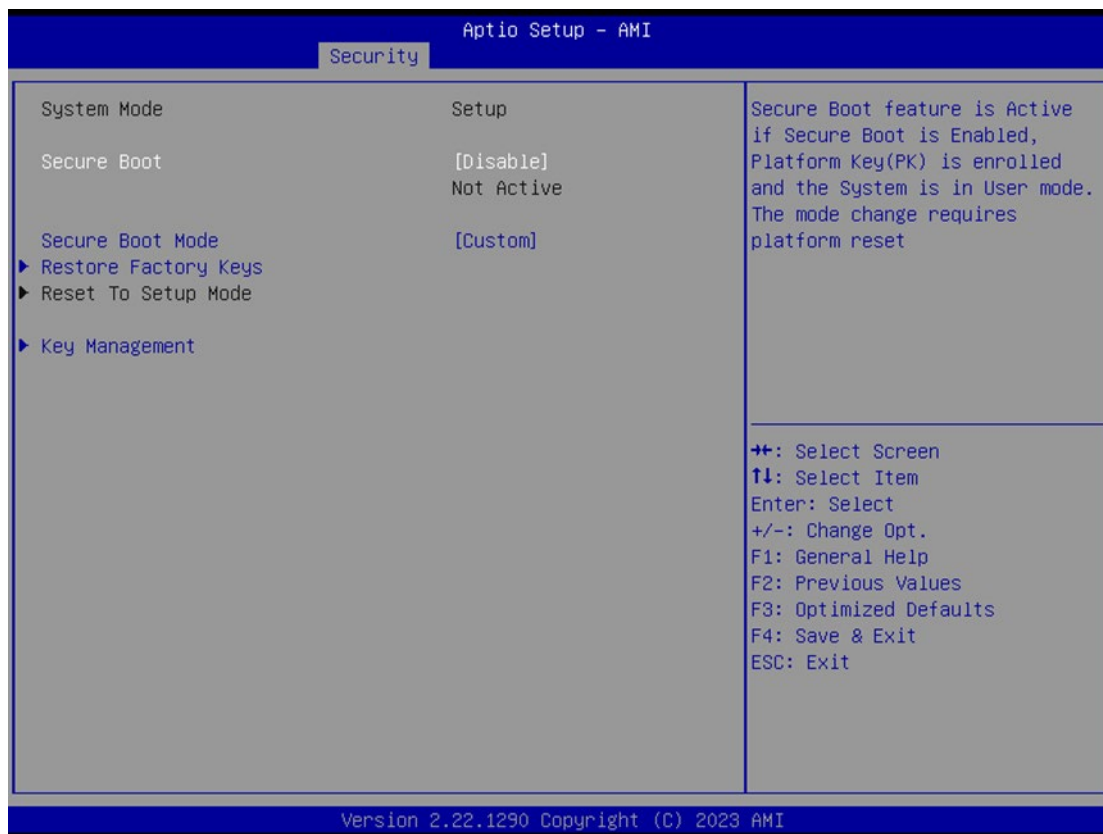 Aptio Setup – AMI
Security
System Mode Setup
Secure Boot [Disable]
Not Active
Secure Boot Mode [Custom]
Restore Factory Keys
Reset To Setup Mode
Key Management
Secure Boot feature is Active
if Secure Boot is Enabled,
Platform Key(PK) is enrolled
and the System is in User mode.
The mode change requires
platform reset
→←: Select Screen
↑↓: Select Item
Enter: Select
+/-: Change Opt.
F1: General Help
F2: Previous Values
F3: Optimized Defaults
F4: Save & Exit
ESC: Exit
Version 2.22.1290 Copyright (C) 2023 AMI